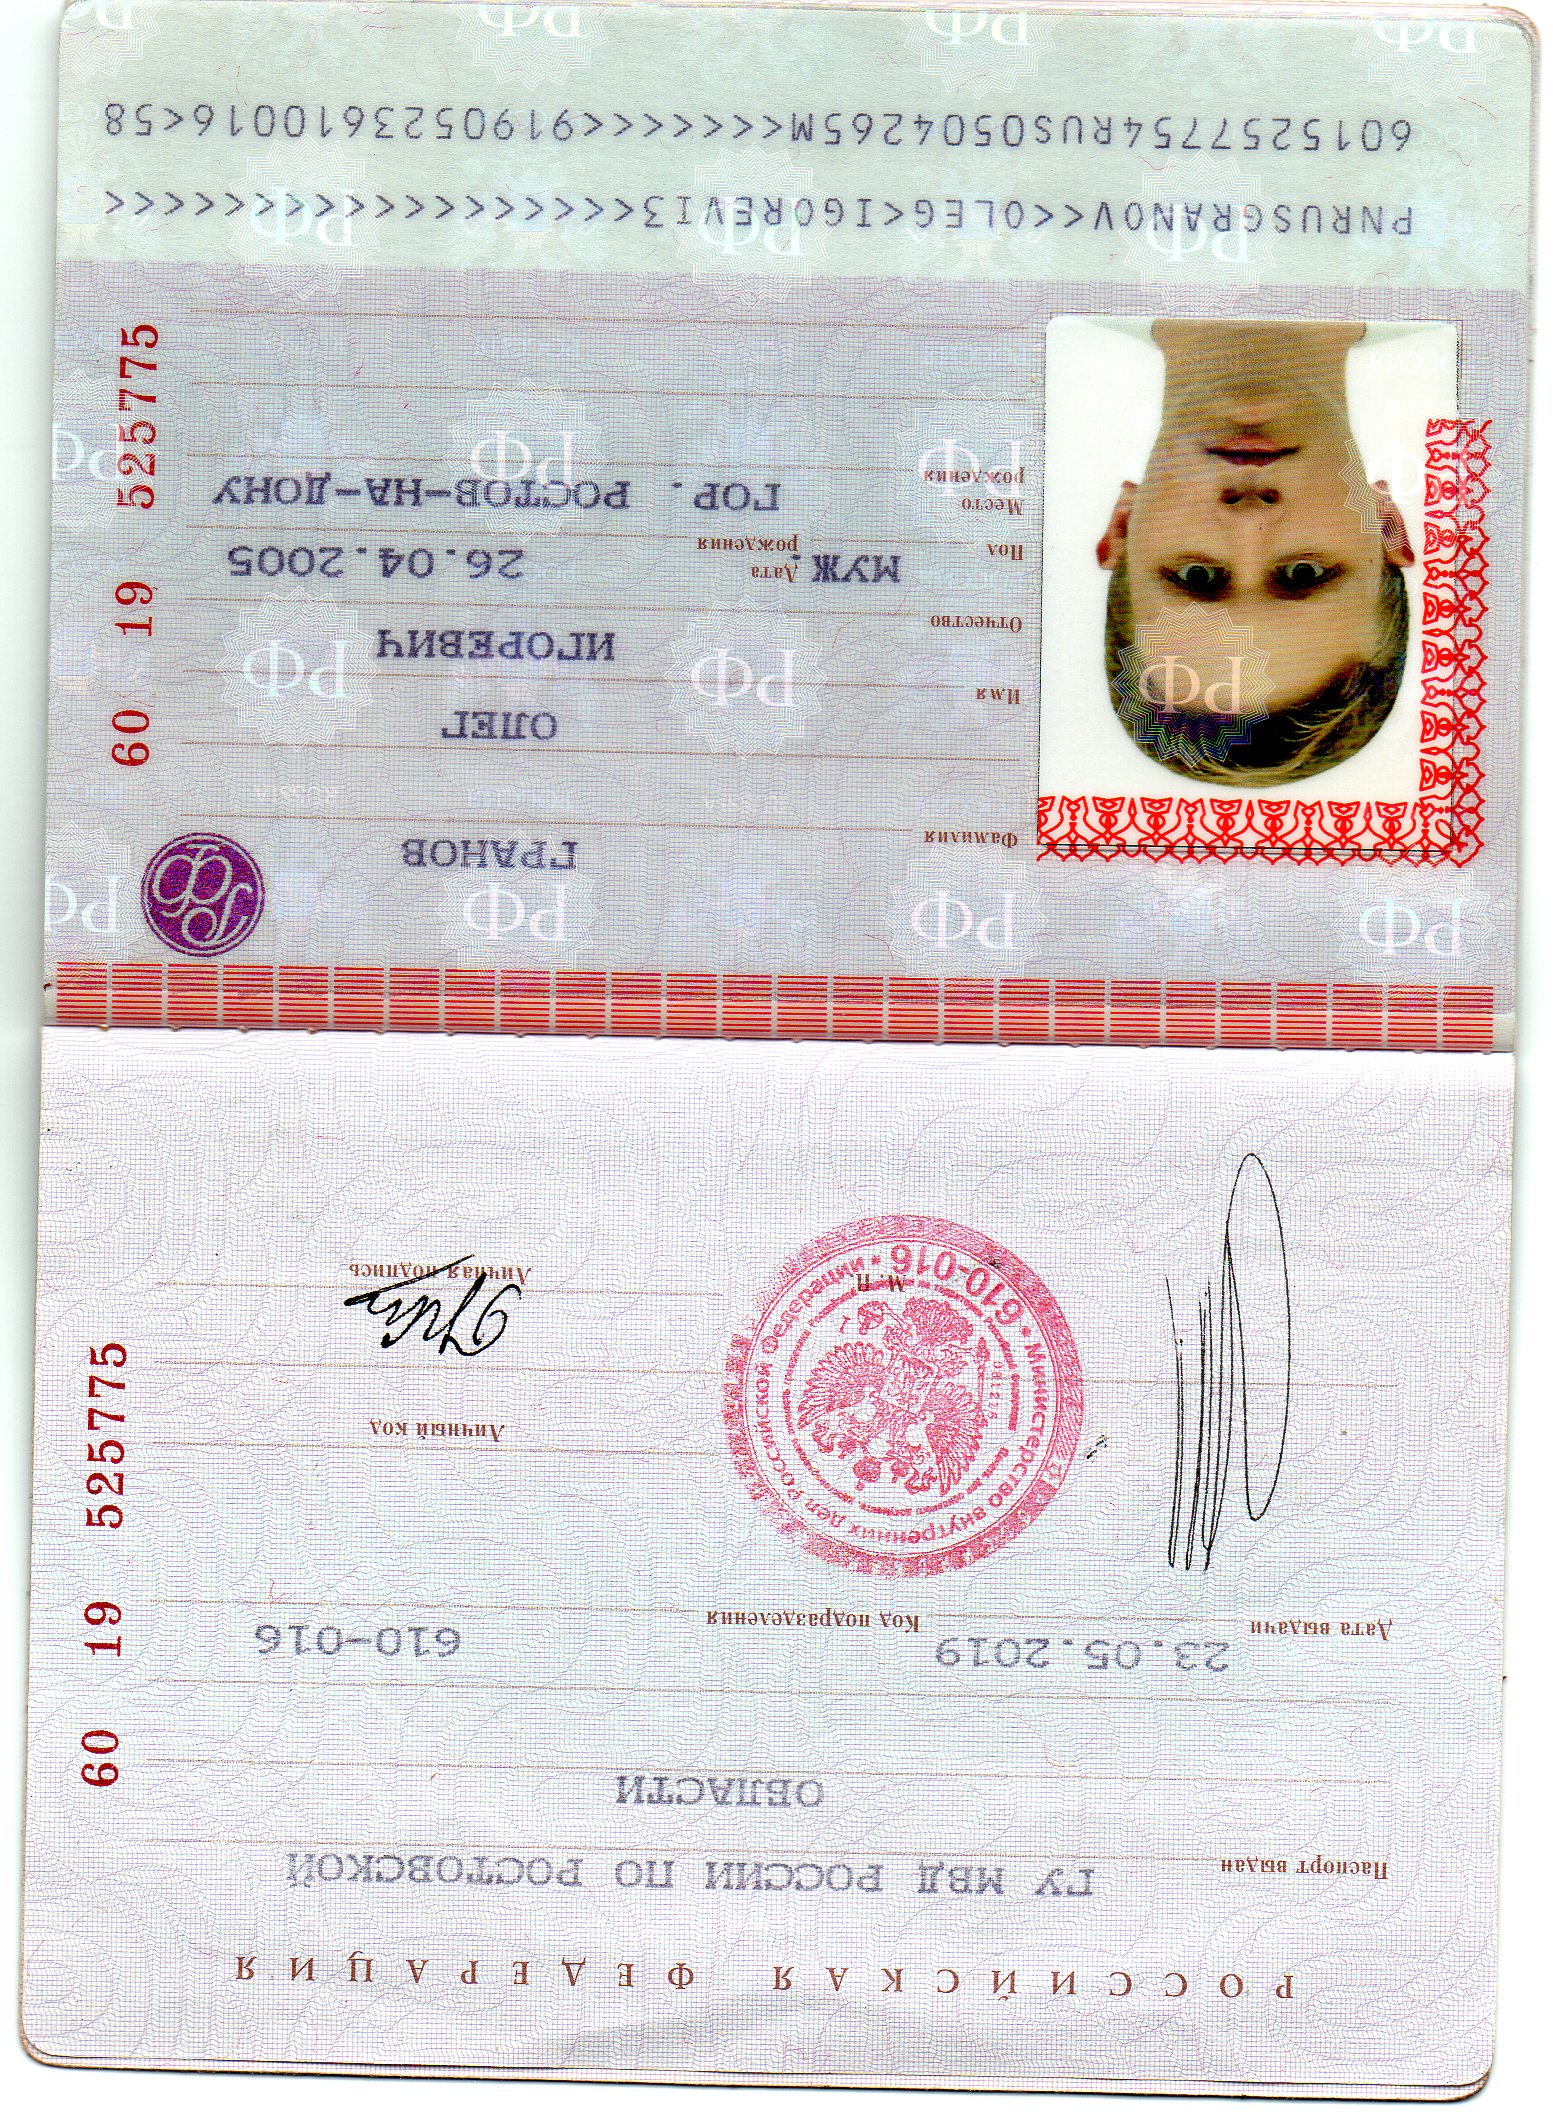 РОССИЙСКАЯ ФЕДЕРАЦИЯ
Паспорт выдан ГУ МВД РОССИИ ПО РОСТОВСКОЙ
ОБЛАСТИ
Дата выдачи 23.05.2019 Код подразделения 610-016
60 19 525775
Министерство внутренних дел Российской Федерации
610-016
М. П.
Личный код
Личная подпись
РФ РФ РФ РФ
Фамилия ГРАНОВ
Имя ОЛЕГ
Отчество ИГОРЕВИЧ
Пол МУЖ. Дата рождения 26.04.2005
Место рождения ГОР. РОСТОВ-НА-ДОНУ
60 19 525775
PNRUSGRANOV<<OLEG<IGOREVI3<<<<<<<<<<<<<<<<<<
6015257754RUS0504265M<<<<<<<9190523610016<58